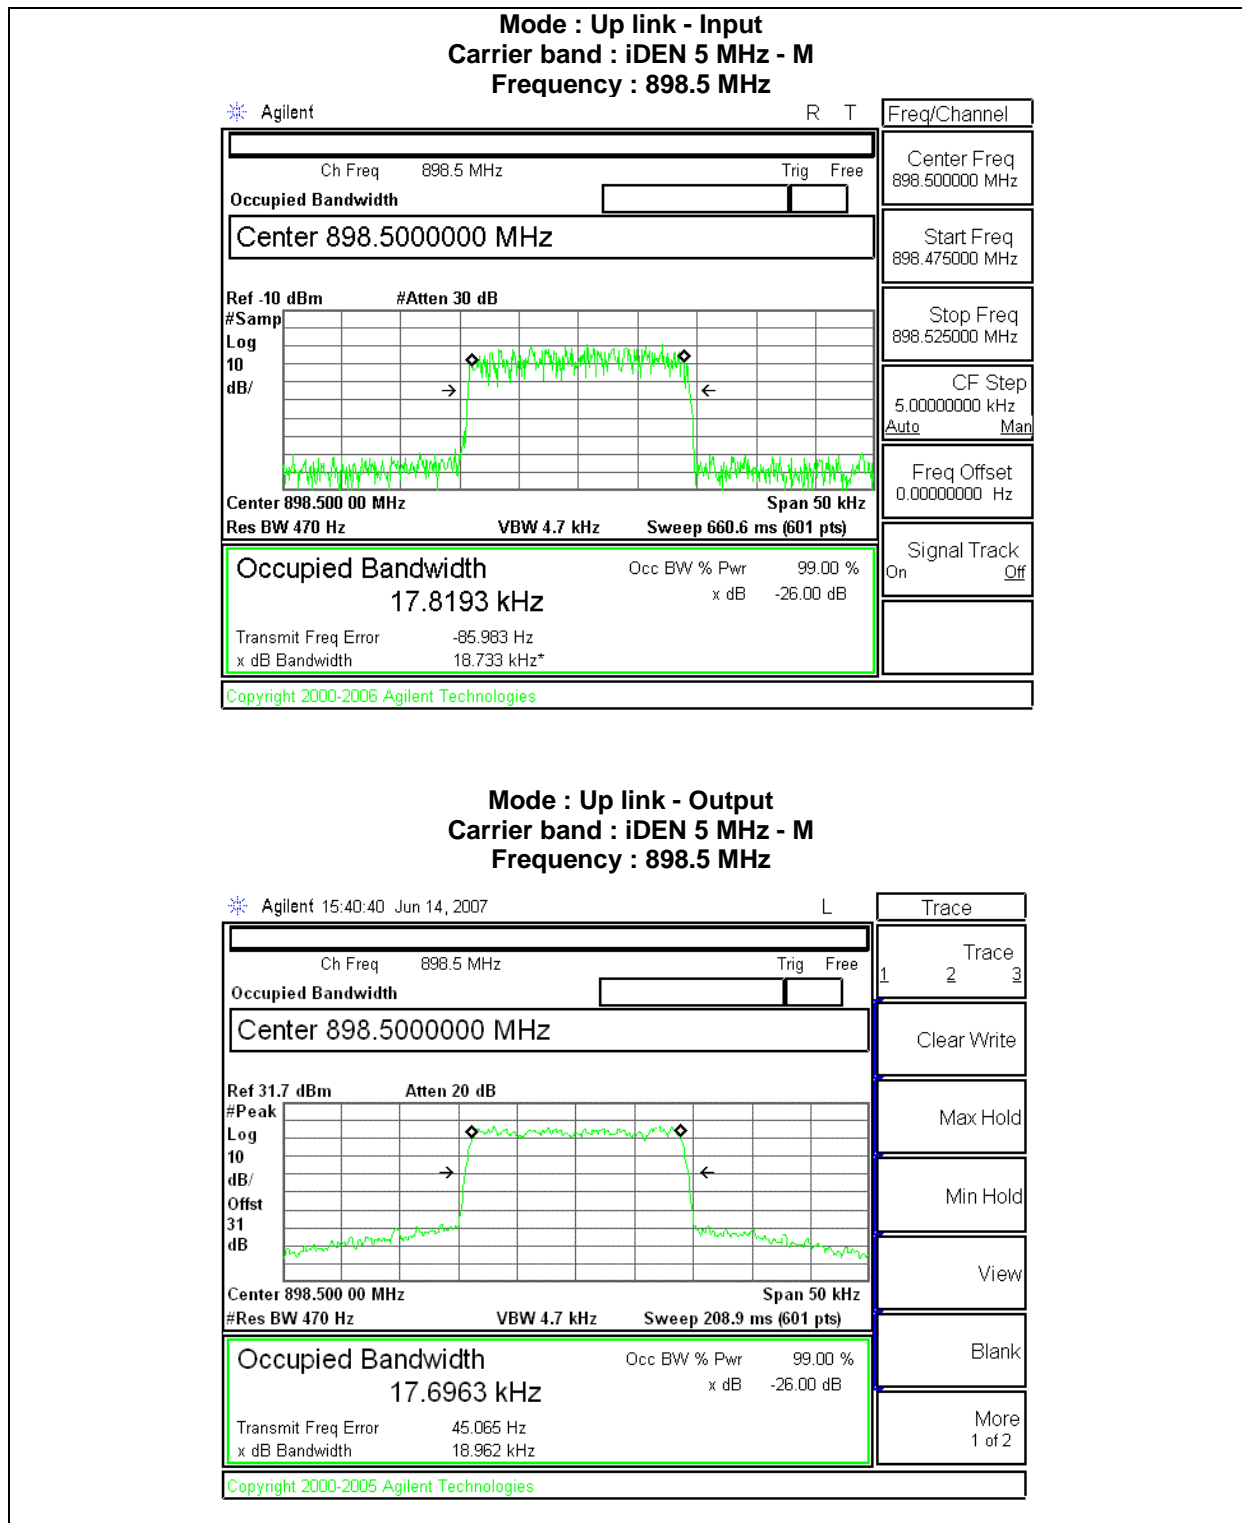 Mode : Up link - Input
Carrier band : iDEN 5 MHz - M
Frequency : 898.5 MHz
Agilent R T
Freq/Channel
Ch Freq 898.5 MHz Trig Free
Occupied Bandwidth
Center 898.5000000 MHz
Center Freq
898.500000 MHz
Start Freq
898.475000 MHz
Stop Freq
898.525000 MHz
CF Step
5.00000000 kHz
Auto Man
Freq Offset
0.00000000 Hz
Signal Track
On Off
Ref -10 dBm #Atten 30 dB
#Samp
Log
10
dB/
Center 898.500 00 MHz Span 50 kHz
Res BW 470 Hz VBW 4.7 kHz Sweep 660.6 ms (601 pts)
Occupied Bandwidth Occ BW % Pwr 99.00 %
17.8193 kHz x dB -26.00 dB
Transmit Freq Error -85.983 Hz
x dB Bandwidth 18.733 kHz*
Copyright 2000-2006 Agilent Technologies
Mode : Up link - Output
Carrier band : iDEN 5 MHz - M
Frequency : 898.5 MHz
Agilent 15:40:40 Jun 14, 2007 L
Trace
Ch Freq 898.5 MHz Trig Free
Occupied Bandwidth
Center 898.5000000 MHz
Trace
1 2 3
Clear Write
Max Hold
Min Hold
View
Blank
More
1 of 2
Ref 31.7 dBm Atten 20 dB
#Peak
Log
10
dB/
Offst
31
dB
Center 898.500 00 MHz Span 50 kHz
#Res BW 470 Hz VBW 4.7 kHz Sweep 208.9 ms (601 pts)
Occupied Bandwidth Occ BW % Pwr 99.00 %
17.6963 kHz x dB -26.00 dB
Transmit Freq Error 45.065 Hz
x dB Bandwidth 18.962 kHz
Copyright 2000-2005 Agilent Technologies